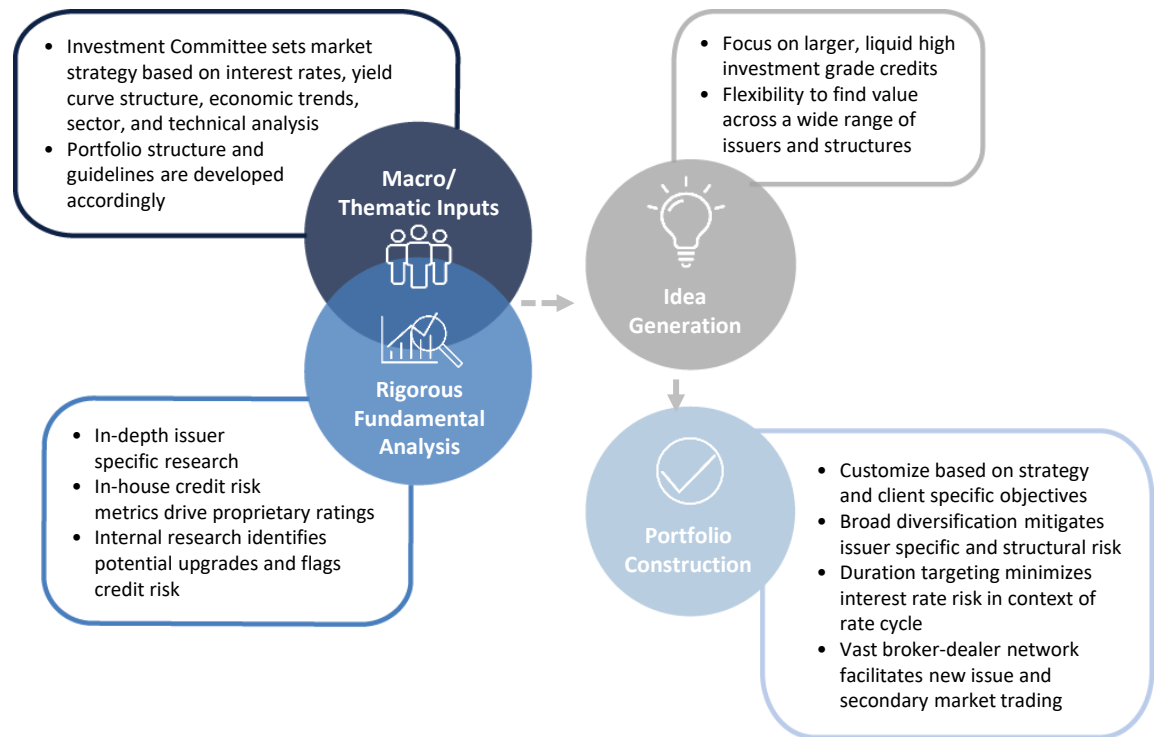 • Investment Committee sets market
strategy based on interest rates, yield
curve structure, economic trends,
sector, and technical analysis
• Portfolio structure and
guidelines are developed
accordingly
Macro/
Thematic Inputs
Rigorous
Fundamental
Analysis
• In-depth issuer
specific research
• In-house credit risk
metrics drive proprietary ratings
• Internal research identifies
potential upgrades and flags
credit risk
• Focus on larger, liquid high
investment grade credits
• Flexibility to find value
across a wide range of
issuers and structures
Idea
Generation
Portfolio
Construction
• Customize based on strategy
and client specific objectives
• Broad diversification mitigates
issuer specific and structural risk
• Duration targeting minimizes
interest rate risk in context of
rate cycle
• Vast broker-dealer network
facilitates new issue and
secondary market trading